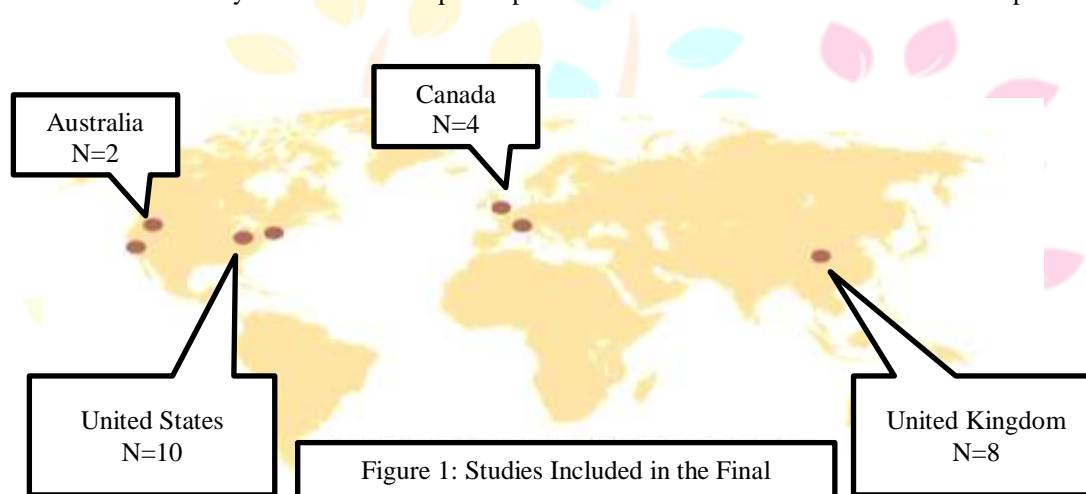 Canada
N=4
Australia
N=2
United States
N=10
United Kingdom
N=8
Figure 1: Studies Included in the Final